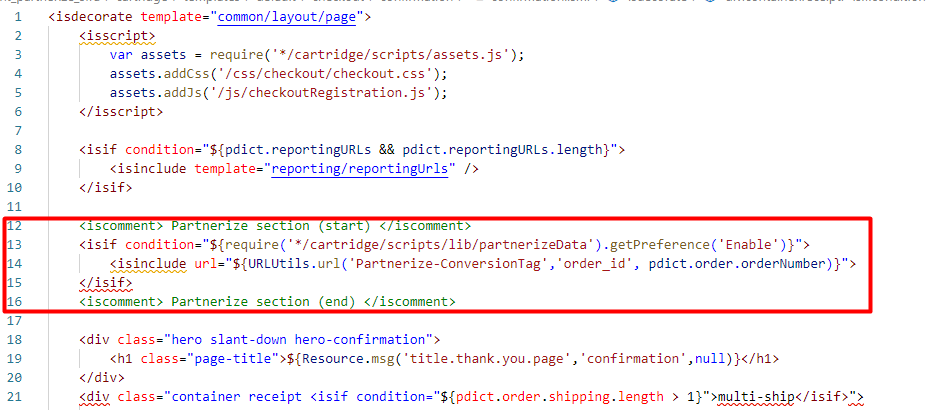 1 <isdecorate template="common/layout/page">
2 <isscript>
3 var assets = require('*/cartridge/scripts/assets.js');
4 assets.addCss('/css/checkout/checkout.css');
5 assets.addJs('/js/checkoutRegistration.js');
6 </isscript>
7
8 <isif condition="${pdict.reportingURLs && pdict.reportingURLs.length}">
9 <isinclude template="reporting/reportingUrls" />
10 </isif>
11
12 <iscomment> Partnerize section (start) </iscomment>
13 <isif condition="${require('*/cartridge/scripts/lib/partnerizeData').getPreference('Enable')}">
14 <isinclude url="${URLUtils.url('Partnerize-ConversionTag','order_id', pdict.order.orderNumber)}">
15 </isif>
16 <iscomment> Partnerize section (end) </iscomment>
17
18 <div class="hero slant-down hero-confirmation">
19 <h1 class="page-title">${Resource.msg('title.thank.you.page','confirmation',null)}</h1>
20 </div>
21 <div class="container receipt <isif condition="${pdict.order.shipping.length > 1}">multi-ship</isif>">